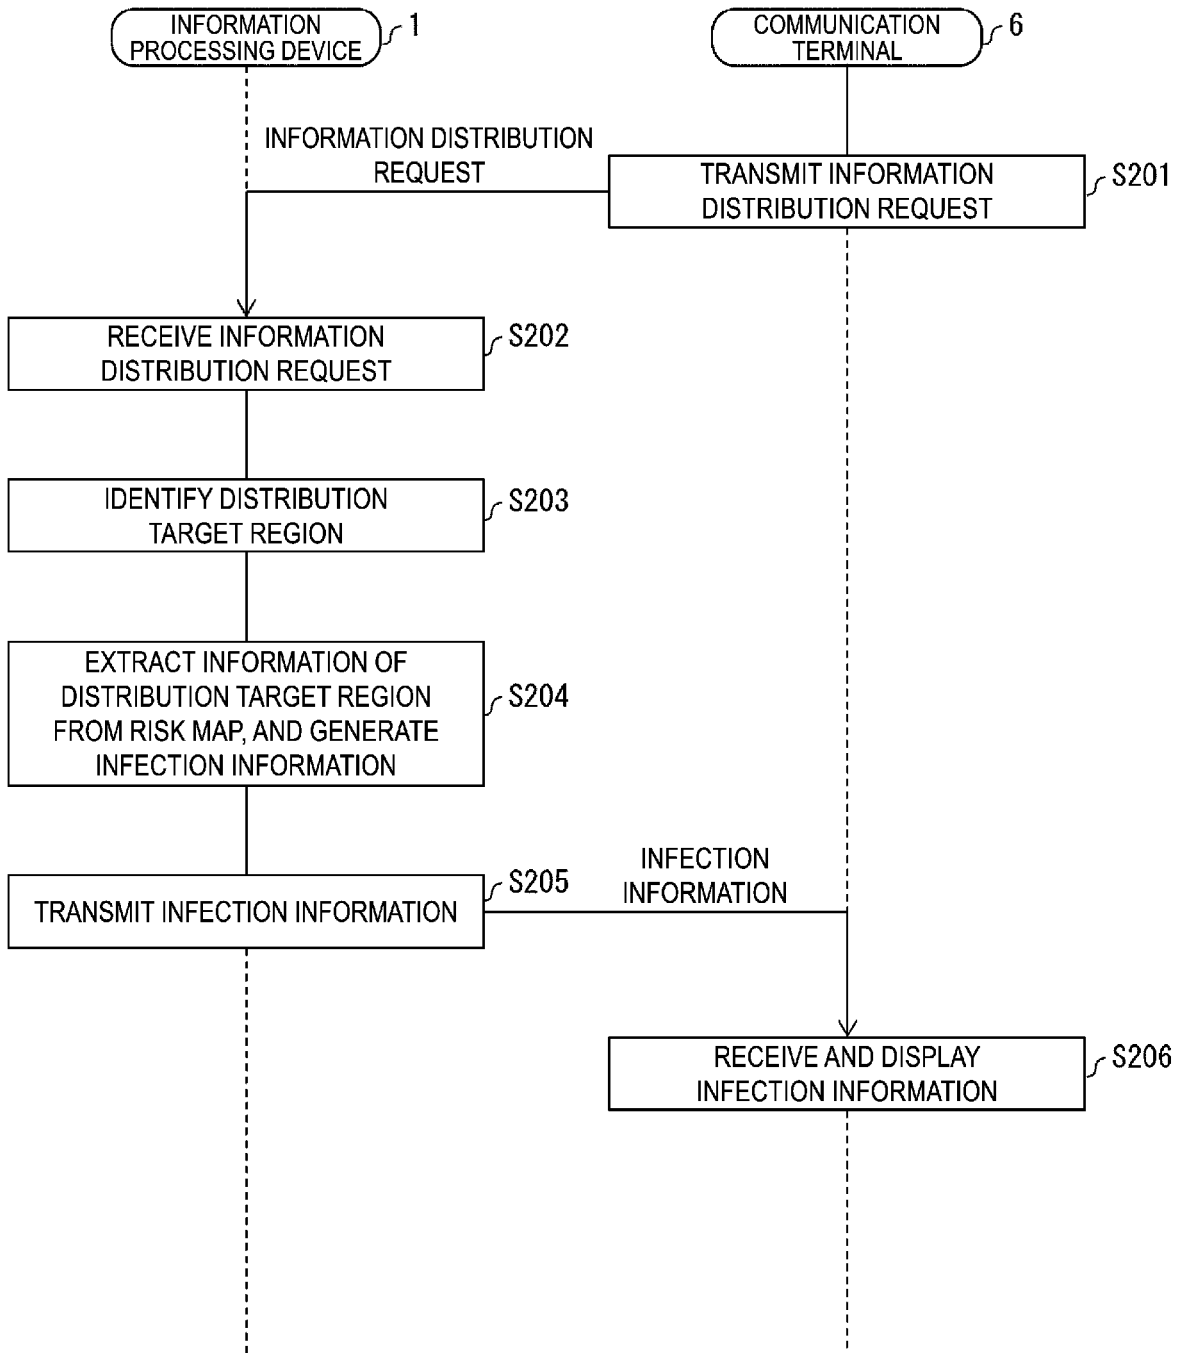 INFORMATION
PROCESSING DEVICE
1
COMMUNICATION
TERMINAL
6
INFORMATION DISTRIBUTION
REQUEST
TRANSMIT INFORMATION
DISTRIBUTION REQUEST
S201
RECEIVE INFORMATION
DISTRIBUTION REQUEST
S202
IDENTIFY DISTRIBUTION
TARGET REGION
S203
EXTRACT INFORMATION OF
DISTRIBUTION TARGET REGION
FROM RISK MAP, AND GENERATE
INFECTION INFORMATION
S204
TRANSMIT INFECTION INFORMATION
S205
INFECTION
INFORMATION
RECEIVE AND DISPLAY
INFECTION INFORMATION
S206